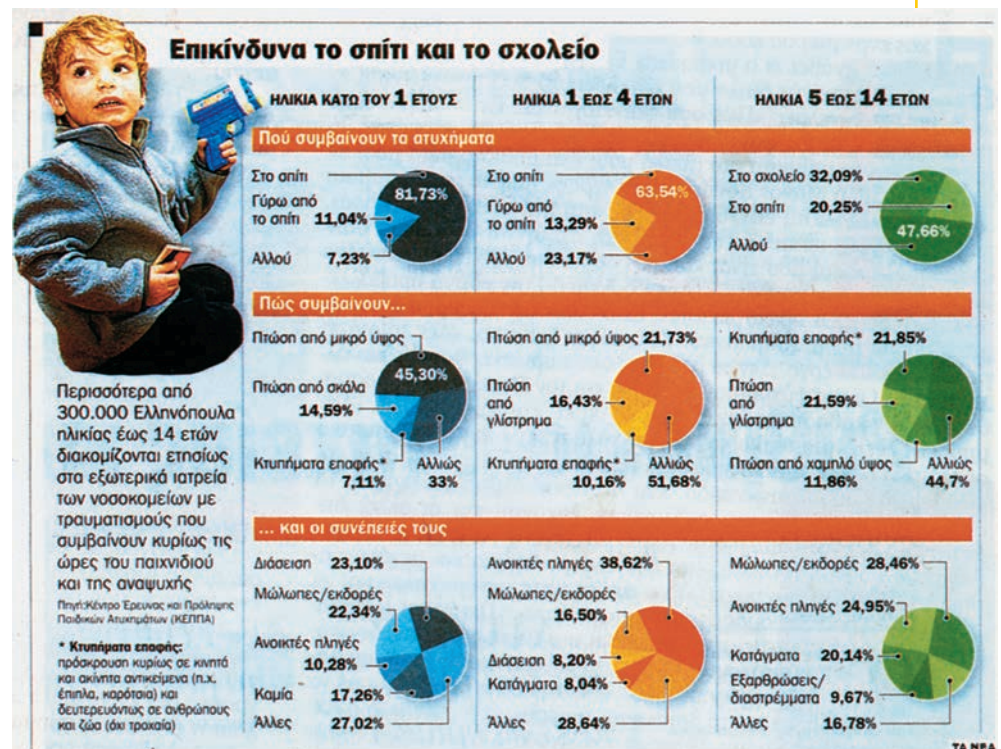 Επικίνδυνα το σπίτι και το σχολείο
ΗΛΙΚΙΑ ΚΑΤΩ ΤΟΥ 1 ΕΤΟΥΣ
ΗΛΙΚΙΑ 1 ΕΩΣ 4 ΕΤΩΝ
ΗΛΙΚΙΑ 5 ΕΩΣ 14 ΕΤΩΝ
Πού συμβαίνουν τα ατυχήματα
Στο σπίτι
81,73%
Γύρω από
το σπίτι 11,04%
Αλλού 7,23%
Στο σπίτι
63,54%
Γύρω από
το σπίτι 13,29%
Αλλού 23,17%
Στο σχολείο 32,09%
Στο σπίτι 20,25%
47,66%
Αλλού
Πώς συμβαίνουν...
Πτώση από μικρό ύψος
45,30%
Πτώση από σκάλα
14,59%
Κτυπήματα επαφής* Αλλιώς
7,11% 33%
Πτώση από μικρό ύψος 21,73%
Πτώση
από 16,43%
γλίστρημα
Κτυπήματα επαφής* Αλλιώς
10,16% 51,68%
Κτυπήματα επαφής* 21,85%
Πτώση
από 21,59%
γλίστρημα
Πτώση από χαμηλό ύψος Αλλιώς
11,86% 44,7%
... και οι συνέπειές τους
Διάσειση 23,10%
Μώλωπες/εκδορές
22,34%
Ανοικτές πληγές
10,28%
Καμία 17,26%
Άλλες 27,02%
Ανοικτές πληγές 38,62%
Μώλωπες/εκδορές
16,50%
Διάσειση 8,20%
Κατάγματα 8,04%
Άλλες 28,64%
Μώλωπες/εκδορές 28,46%
Ανοικτές πληγές 24,95%
Κατάγματα 20,14%
Εξαρθρώσεις/
διαστρέμματα 9,67%
Άλλες 16,78%
Περισσότερα από
300.000 Ελληνόπουλα
ηλικίας έως 14 ετών
διακομίζονται ετησίως
στα εξωτερικά ιατρεία
των νοσοκομείων με
τραυματισμούς που
συμβαίνουν κυρίως τις
ώρες του παιχνιδιού
και της αναψυχής
Πηγή:Κέντρο Έρευνας και Πρόληψης
Παιδικών Ατυχημάτων (ΚΕΠΠΑ)
* Κτυπήματα επαφής:
πρόσκρουση κυρίως σε κινητά
και ακίνητα αντικείμενα (π.χ.
έπιπλα, καρότσια) και
δευτερευόντως σε ανθρώπους
και ζώα (όχι τροχαία)
ΤΑ ΝΕΑ